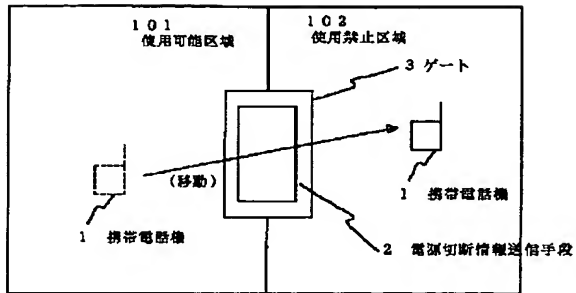 101
使用可能区域
102
使用禁止区域
3 ゲート
(移動)
1 携帯電話機
1 携帯電話機
2 電源切断情報送信手段